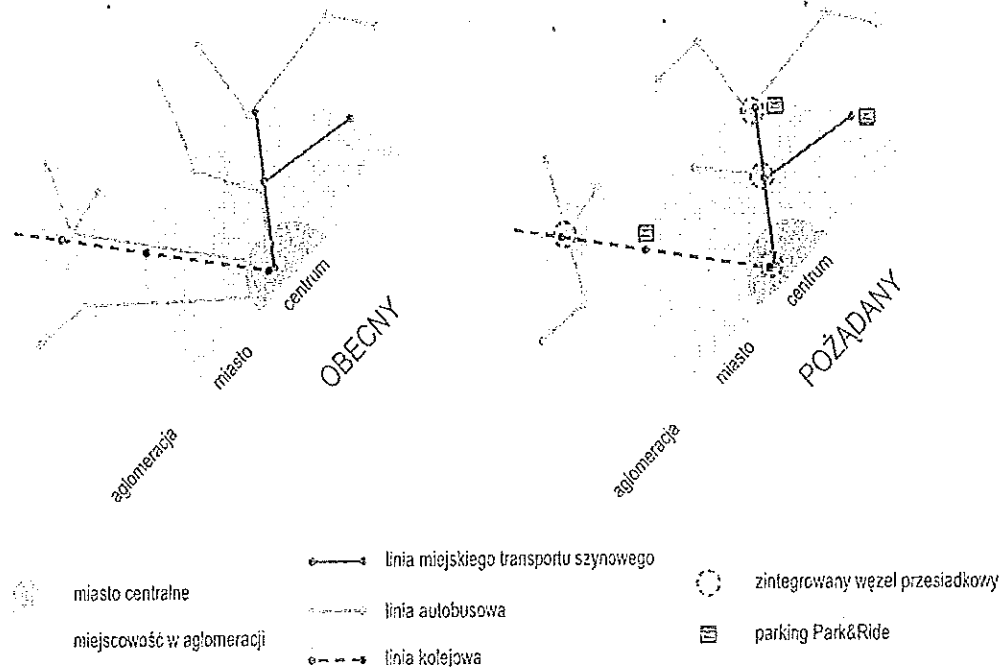 centrum
OBECNY
miasto
aglomeracja
centrum
POŻĄDANY
miasto
aglomeracja
miasto centralne
miejscowość w aglomeracji
linia miejskiego transportu szynowego
linia autobusowa
linia kolejowa
zintegrowany węzeł przesiadkowy
parking Park&Ride